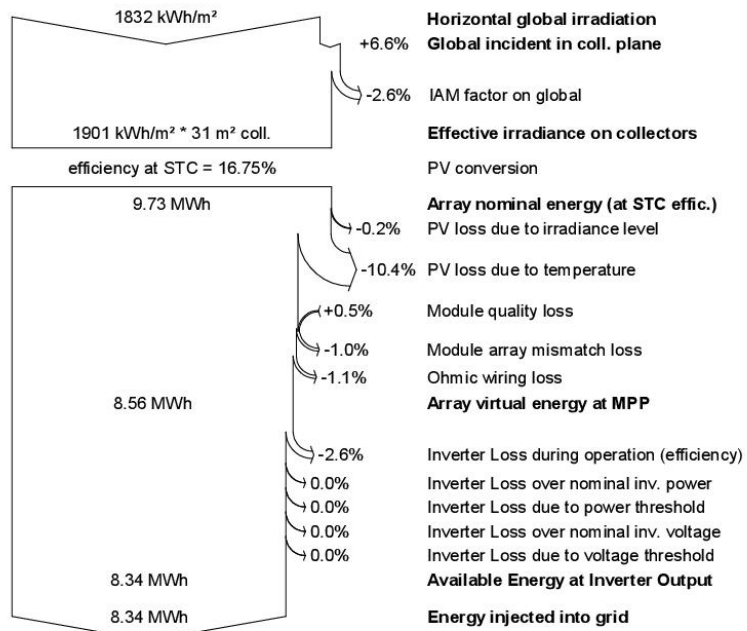 1832 kWh/m² Horizontal global irradiation
+6.6% Global incident in coll. plane
-2.6% IAM factor on global
1901 kWh/m² * 31 m² coll. Effective irradiance on collectors
efficiency at STC = 16.75% PV conversion
9.73 MWh Array nominal energy (at STC effic.)
-0.2% PV loss due to irradiance level
-10.4% PV loss due to temperature
+0.5% Module quality loss
-1.0% Module array mismatch loss
-1.1% Ohmic wiring loss
8.56 MWh Array virtual energy at MPP
-2.6% Inverter Loss during operation (efficiency)
0.0% Inverter Loss over nominal inv. power
0.0% Inverter Loss due to power threshold
0.0% Inverter Loss over nominal inv. voltage
0.0% Inverter Loss due to voltage threshold
8.34 MWh Available Energy at Inverter Output
8.34 MWh Energy injected into grid